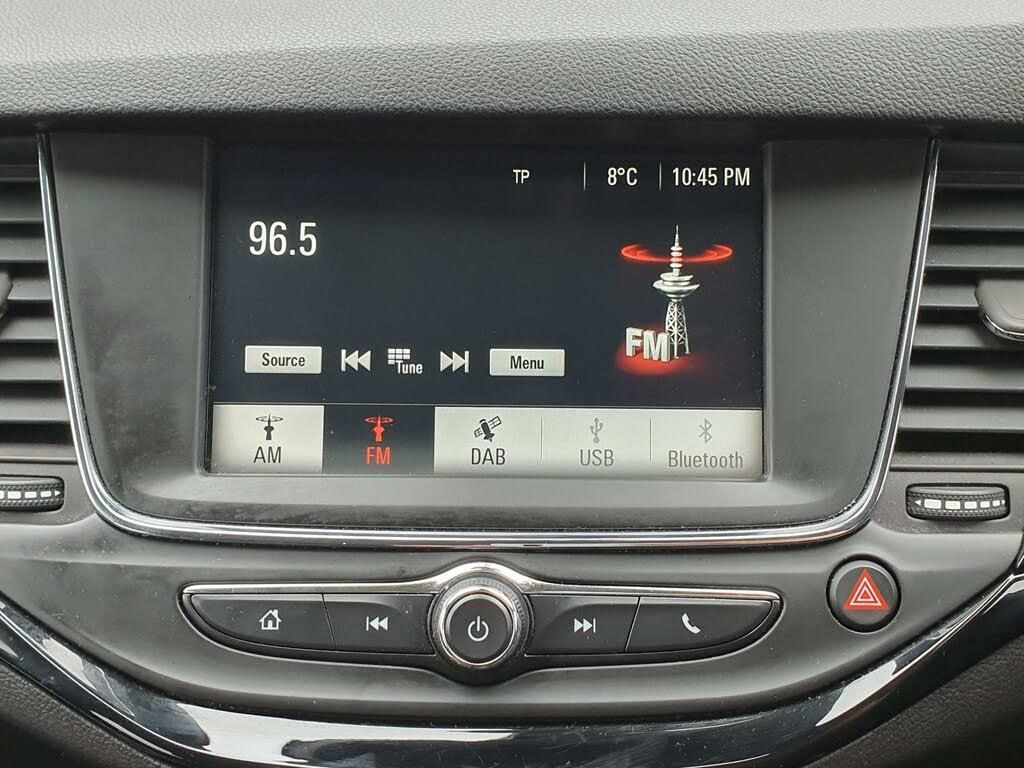 TP 8°C 10:45 PM
96.5
FM
Source Tune Menu
AM FM DAB USB Bluetooth